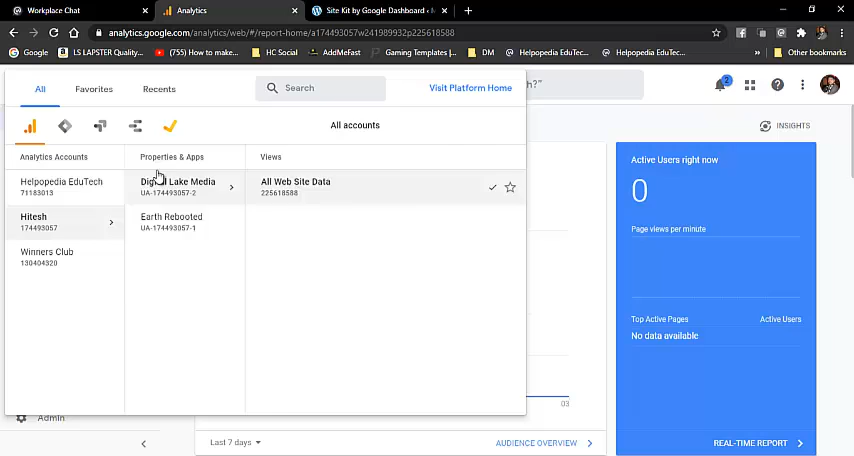 Workplace Chat
Analytics
Site Kit by Google Dashboard ‹
analytics.google.com/analytics/web/#/report-home/a174493057w241989932p225618588
Google
LS LAPSTER Quality...
(755) How to make...
HC Social
AddMeFast
Gaming Templates |...
DM
Helpopedia EduTec...
Helpopedia EduTec...
Other bookmarks
All
Favorites
Recents
Search
Visit Platform Home
h?"
2
All accounts
INSIGHTS
Analytics Accounts
Properties & Apps
Views
Helpopedia EduTech
71183013
Hitesh
174493057
Winners Club
130404320
Digital Lake Media
UA-174493057-2
Earth Rebooted
UA-174493057-1
All Web Site Data
225618588
Active Users right now
0
Page views per minute
Top Active Pages
Active Users
No data available
03
Admin
Last 7 days
AUDIENCE OVERVIEW
REAL-TIME REPORT